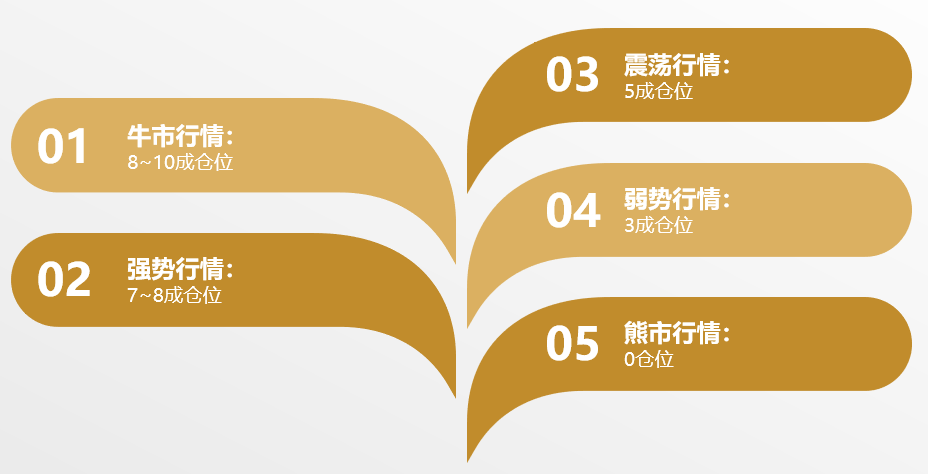 01
牛市行情：
8~10成仓位
02
强势行情：
7~8成仓位
03
震荡行情：
5成仓位
04
弱势行情：
3成仓位
05
熊市行情：
0仓位